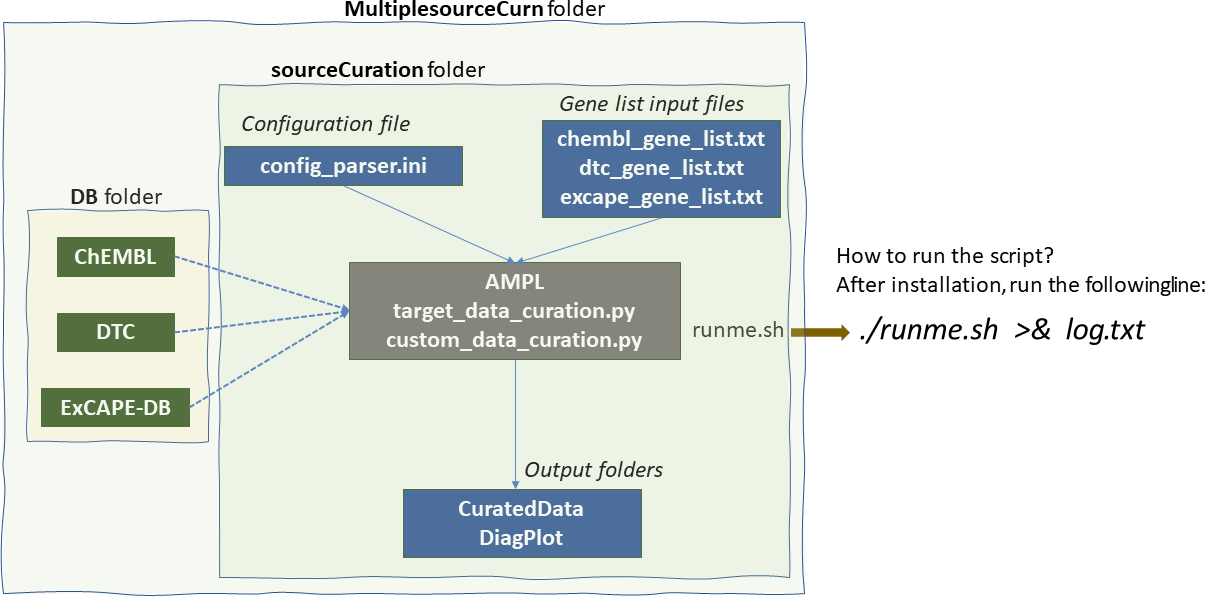 MultiplesourceCurn folder
sourceCuration folder
Configuration file
config_parser.ini
Gene list input files
chembl_gene_list.txt
dtc_gene_list.txt
excape_gene_list.txt
DB folder
ChEMBL
DTC
ExCAPE-DB
AMPL
target_data_curation.py
custom_data_curation.py
runme.sh
How to run the script?
After installation, run the followingline:
./runme.sh >& log.txt
Output folders
CuratedData
DiagPlot